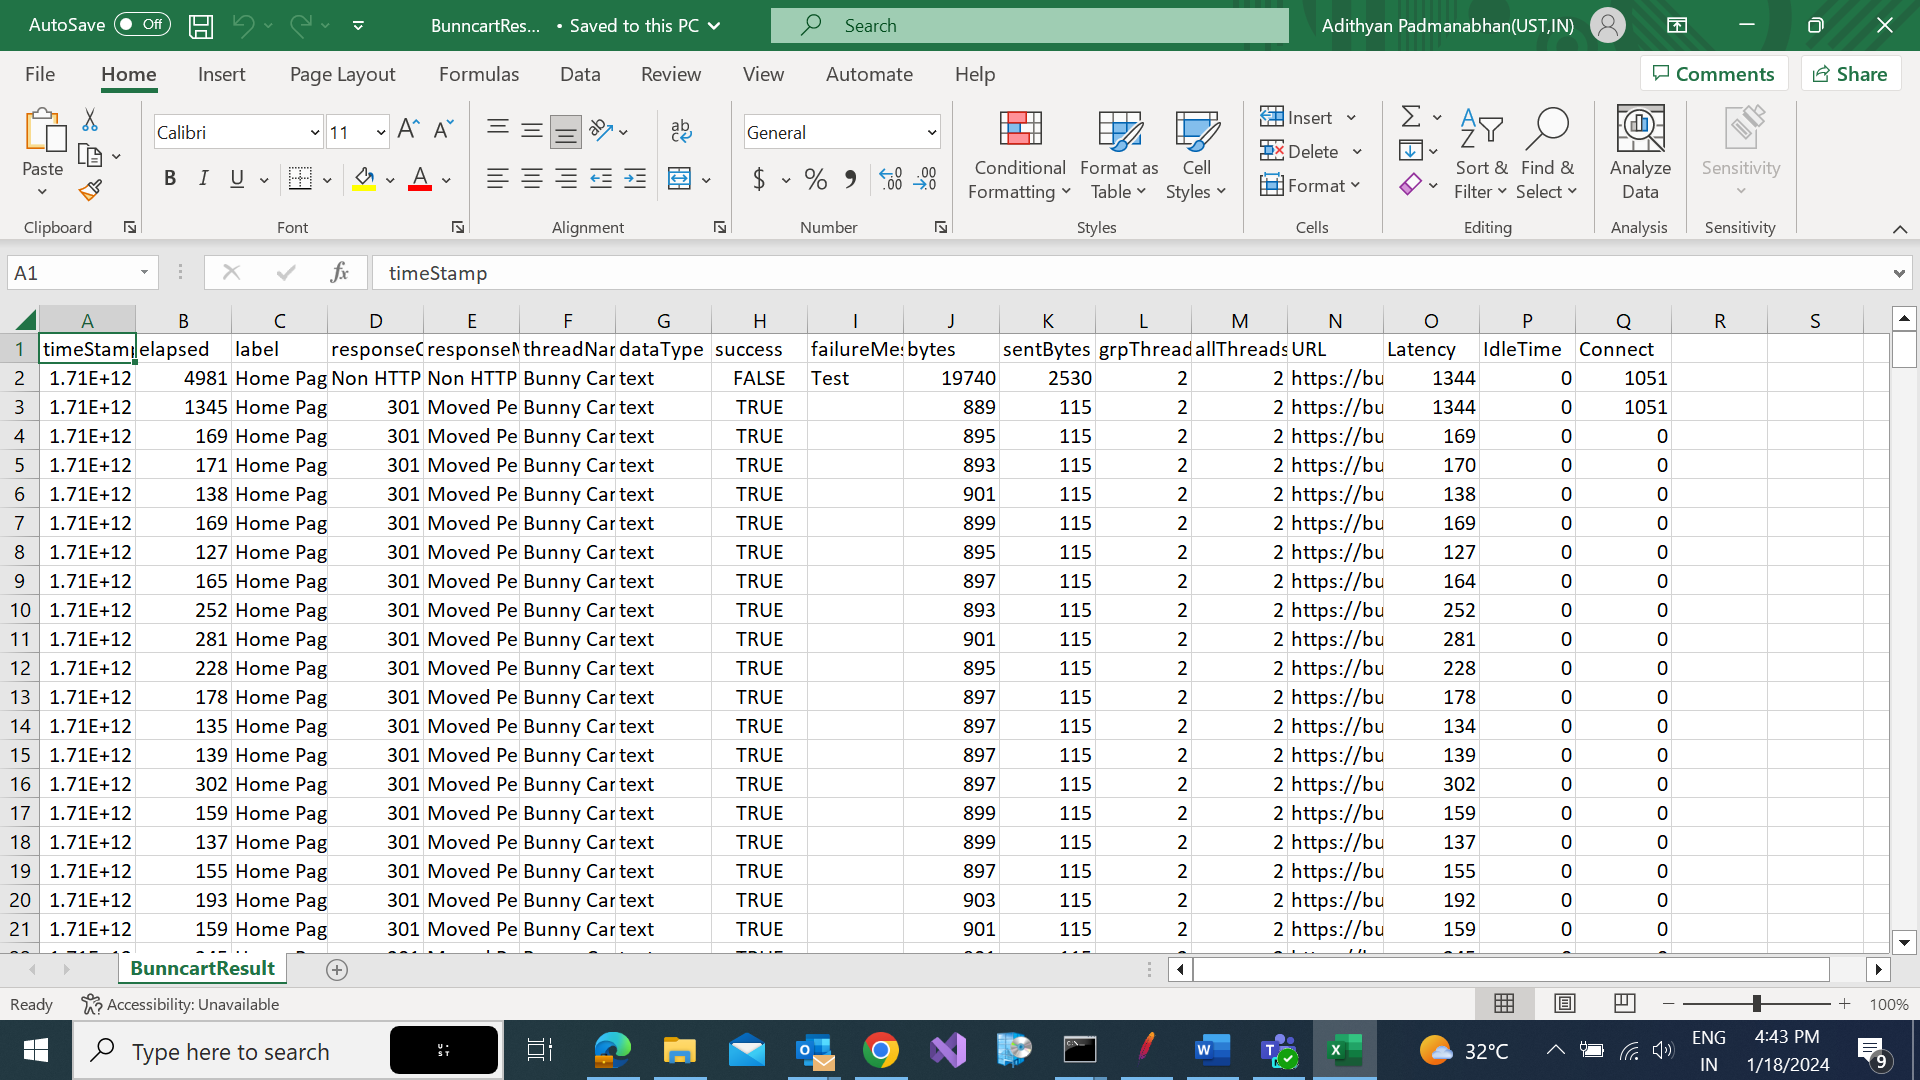 AutoSave Off BunncartRes... • Saved to this PC Search Adithyan Padmanabhan(UST,IN)
File Home Insert Page Layout Formulas Data Review View Automate Help Comments Share
Paste Calibri 11 General Conditional Formatting Format as Table Cell Styles Insert Delete Format Sort & Filter Find & Select Analyze Data Sensitivity
Clipboard Font Alignment Number Styles Cells Editing Analysis Sensitivity
A1 fx timeStamp
A B C D E F G H I J K L M N O P Q R S
1 timeStamp elapsed label responseC responseM threadNar dataType success failureMes bytes sentBytes grpThread allThreads URL Latency IdleTime Connect
2 1.71E+12 4981 Home Pag Non HTTP Non HTTP Bunny Car text FALSE Test 19740 2530 2 2 https://bu 1344 0 1051
3 1.71E+12 1345 Home Pag 301 Moved Pe Bunny Car text TRUE 889 115 2 2 https://bu 1344 0 1051
4 1.71E+12 169 Home Pag 301 Moved Pe Bunny Car text TRUE 895 115 2 2 https://bu 169 0 0
5 1.71E+12 171 Home Pag 301 Moved Pe Bunny Car text TRUE 893 115 2 2 https://bu 170 0 0
6 1.71E+12 138 Home Pag 301 Moved Pe Bunny Car text TRUE 901 115 2 2 https://bu 138 0 0
7 1.71E+12 169 Home Pag 301 Moved Pe Bunny Car text TRUE 899 115 2 2 https://bu 169 0 0
8 1.71E+12 127 Home Pag 301 Moved Pe Bunny Car text TRUE 895 115 2 2 https://bu 127 0 0
9 1.71E+12 165 Home Pag 301 Moved Pe Bunny Car text TRUE 897 115 2 2 https://bu 164 0 0
10 1.71E+12 252 Home Pag 301 Moved Pe Bunny Car text TRUE 893 115 2 2 https://bu 252 0 0
11 1.71E+12 281 Home Pag 301 Moved Pe Bunny Car text TRUE 901 115 2 2 https://bu 281 0 0
12 1.71E+12 228 Home Pag 301 Moved Pe Bunny Car text TRUE 895 115 2 2 https://bu 228 0 0
13 1.71E+12 178 Home Pag 301 Moved Pe Bunny Car text TRUE 897 115 2 2 https://bu 178 0 0
14 1.71E+12 135 Home Pag 301 Moved Pe Bunny Car text TRUE 897 115 2 2 https://bu 134 0 0
15 1.71E+12 139 Home Pag 301 Moved Pe Bunny Car text TRUE 897 115 2 2 https://bu 139 0 0
16 1.71E+12 302 Home Pag 301 Moved Pe Bunny Car text TRUE 897 115 2 2 https://bu 302 0 0
17 1.71E+12 159 Home Pag 301 Moved Pe Bunny Car text TRUE 899 115 2 2 https://bu 159 0 0
18 1.71E+12 137 Home Pag 301 Moved Pe Bunny Car text TRUE 899 115 2 2 https://bu 137 0 0
19 1.71E+12 155 Home Pag 301 Moved Pe Bunny Car text TRUE 897 115 2 2 https://bu 155 0 0
20 1.71E+12 193 Home Pag 301 Moved Pe Bunny Car text TRUE 903 115 2 2 https://bu 192 0 0
21 1.71E+12 159 Home Pag 301 Moved Pe Bunny Car text TRUE 901 115 2 2 https://bu 159 0 0
BunncartResult
Ready Accessibility: Unavailable 100%
Type here to search 32°C ENG 4:43 PM
IN 1/18/2024 9